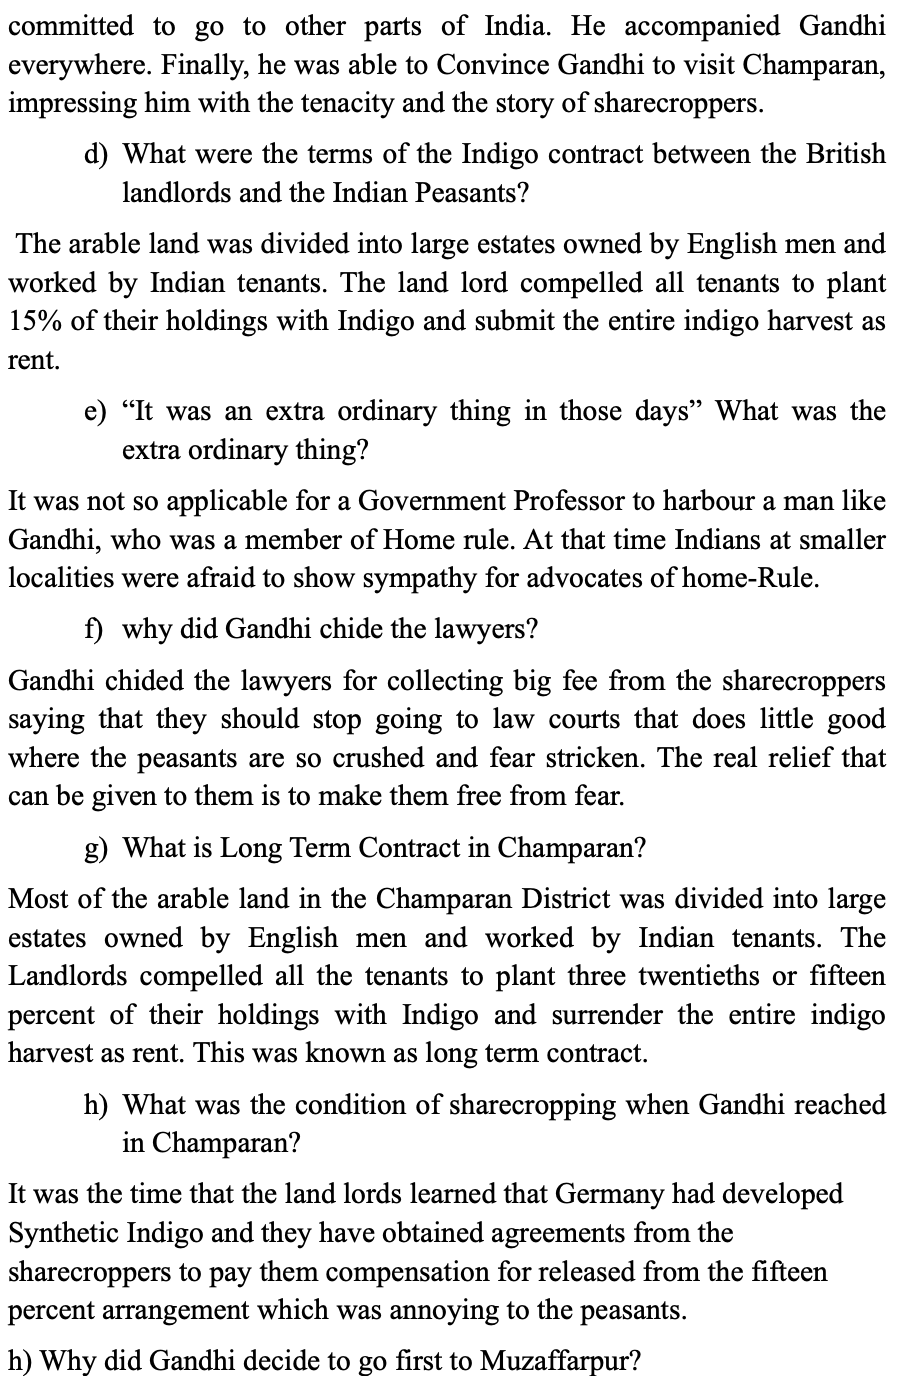 committed to go to other parts of India. He accompanied Gandhi
everywhere. Finally, he was able to Convince Gandhi to visit Champaran,
impressing him with the tenacity and the story of sharecroppers.
d) What were the terms of the Indigo contract between the British
landlords and the Indian Peasants?
The arable land was divided into large estates owned by English men and
worked by Indian tenants. The land lord compelled all tenants to plant
15% of their holdings with Indigo and submit the entire indigo harvest as
rent.
e) “It was an extra ordinary thing in those days” What was the
extra ordinary thing?
It was not so applicable for a Government Professor to harbour a man like
Gandhi, who was a member of Home rule. At that time Indians at smaller
localities were afraid to show sympathy for advocates of home-Rule.
f) why did Gandhi chide the lawyers?
Gandhi chided the lawyers for collecting big fee from the sharecroppers
saying that they should stop going to law courts that does little good
where the peasants are so crushed and fear stricken. The real relief that
can be given to them is to make them free from fear.
g) What is Long Term Contract in Champaran?
Most of the arable land in the Champaran District was divided into large
estates owned by English men and worked by Indian tenants. The
Landlords compelled all the tenants to plant three twentieths or fifteen
percent of their holdings with Indigo and surrender the entire indigo
harvest as rent. This was known as long term contract.
h) What was the condition of sharecropping when Gandhi reached
in Champaran?
It was the time that the land lords learned that Germany had developed
Synthetic Indigo and they have obtained agreements from the
sharecroppers to pay them compensation for released from the fifteen
percent arrangement which was annoying to the peasants.
h) Why did Gandhi decide to go first to Muzaffarpur?